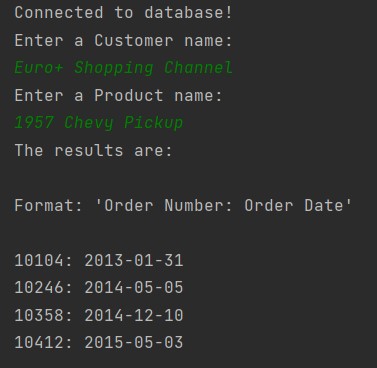 Connected to database!
Enter a Customer name:
Euro+ Shopping Channel
Enter a Product name:
1957 Chevy Pickup
The results are:
Format: 'Order Number: Order Date'
10104: 2013-01-31
10246: 2014-05-05
10358: 2014-12-10
10412: 2015-05-03